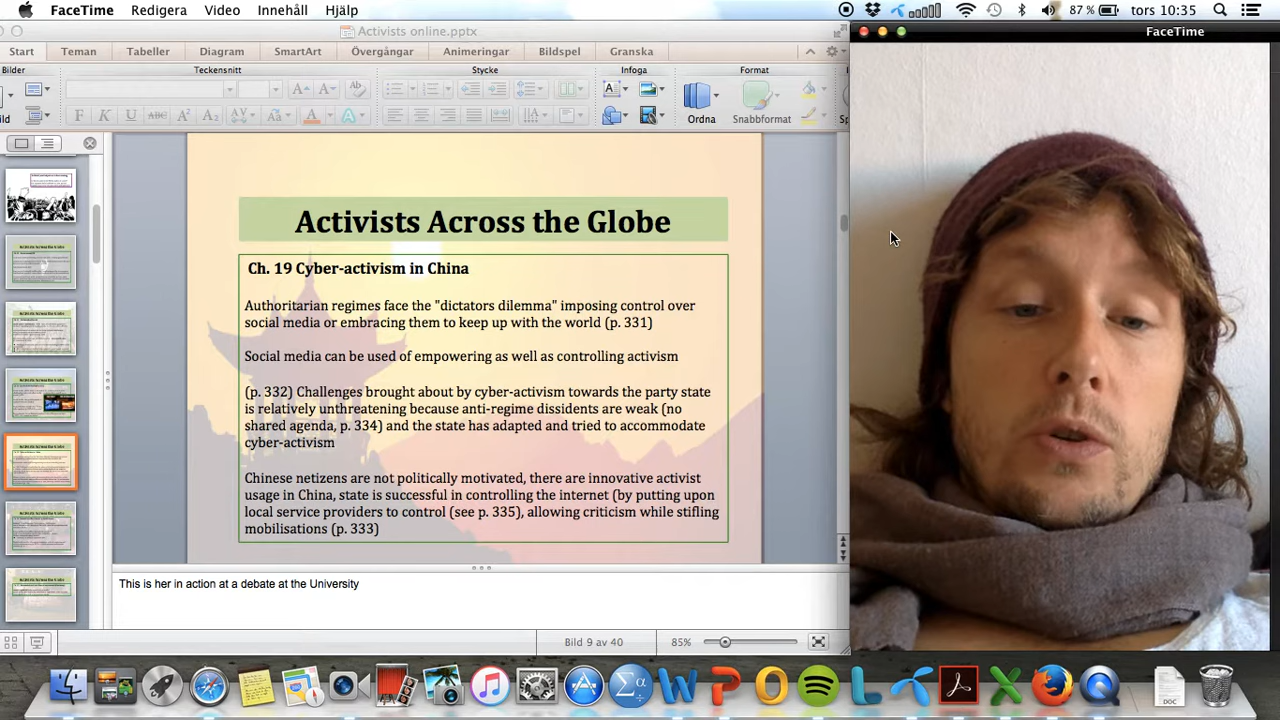 FaceTime Redigera Video Innehåll Hjälp 87 % tors 10:35
Activists online.pptx
FaceTime
Start Teman Tabeller Diagram SmartArt Övergångar Animeringar Bildspel Granska
Bilder Teckensnitt Stycke Infoga Format
F K U ABC
Ordna Snabbformat
Activists Across the Globe
Ch. 19 Cyber-activism in China
Authoritarian regimes face the "dictators dilemma" imposing control over
social media or embracing them to keep up with the world (p. 331)
Social media can be used of empowering as well as controlling activism
(p. 332) Challenges brought about by cyber-activism towards the party state
is relatively unthreatening because anti-regime dissidents are weak (no
shared agenda, p. 334) and the state has adapted and tried to accommodate
cyber-activism
Chinese netizens are not politically motivated, there are innovative activist
usage in China, state is successful in controlling the internet (by putting upon
local service providers to control (see p. 335), allowing criticism while stifling
mobilisations (p. 333)
This is her in action at a debate at the University
Bild 9 av 40 85%
DOC